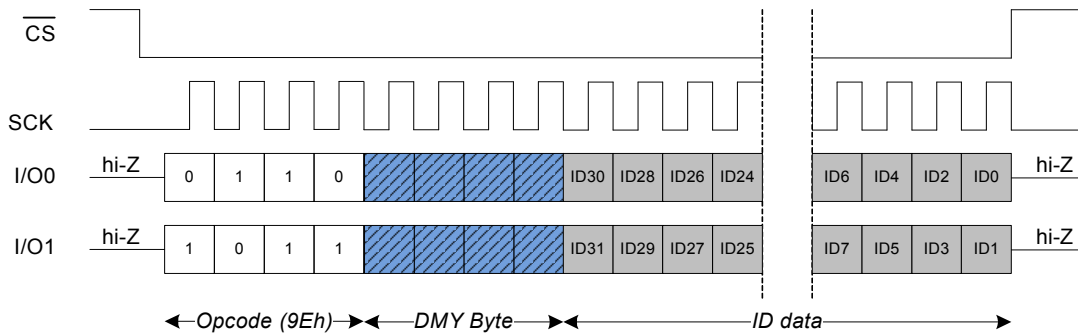 CS
SCK
I/O0 hi-Z 0 1 1 0 ID30 ID28 ID26 ID24 ID6 ID4 ID2 ID0 hi-Z
I/O1 hi-Z 1 0 1 1 ID31 ID29 ID27 ID25 ID7 ID5 ID3 ID1 hi-Z
Opcode (9Eh) DMY Byte ID data